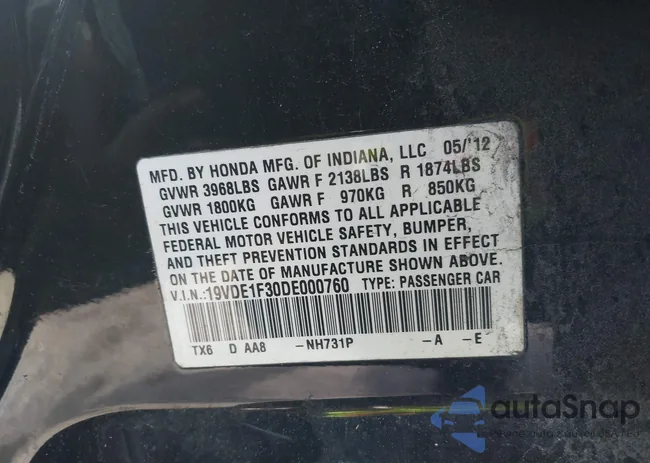 MFD. BY HONDA MFG. OF INDIANA, LLC 05/'12
GVWR 3968LBS GAWR F 2138LBS R 1874LBS
GVWR 1800KG GAWR F 970KG R 850KG
THIS VEHICLE CONFORMS TO ALL APPLICABLE
FEDERAL MOTOR VEHICLE SAFETY, BUMPER,
AND THEFT PREVENTION STANDARDS IN EFFECT
ON THE DATE OF MANUFACTURE SHOWN ABOVE.
V.I.N.:19VDE1F30DE000760 TYPE: PASSENGER CAR
TX6 D AA8 -NH731P -A -E
autaSnap